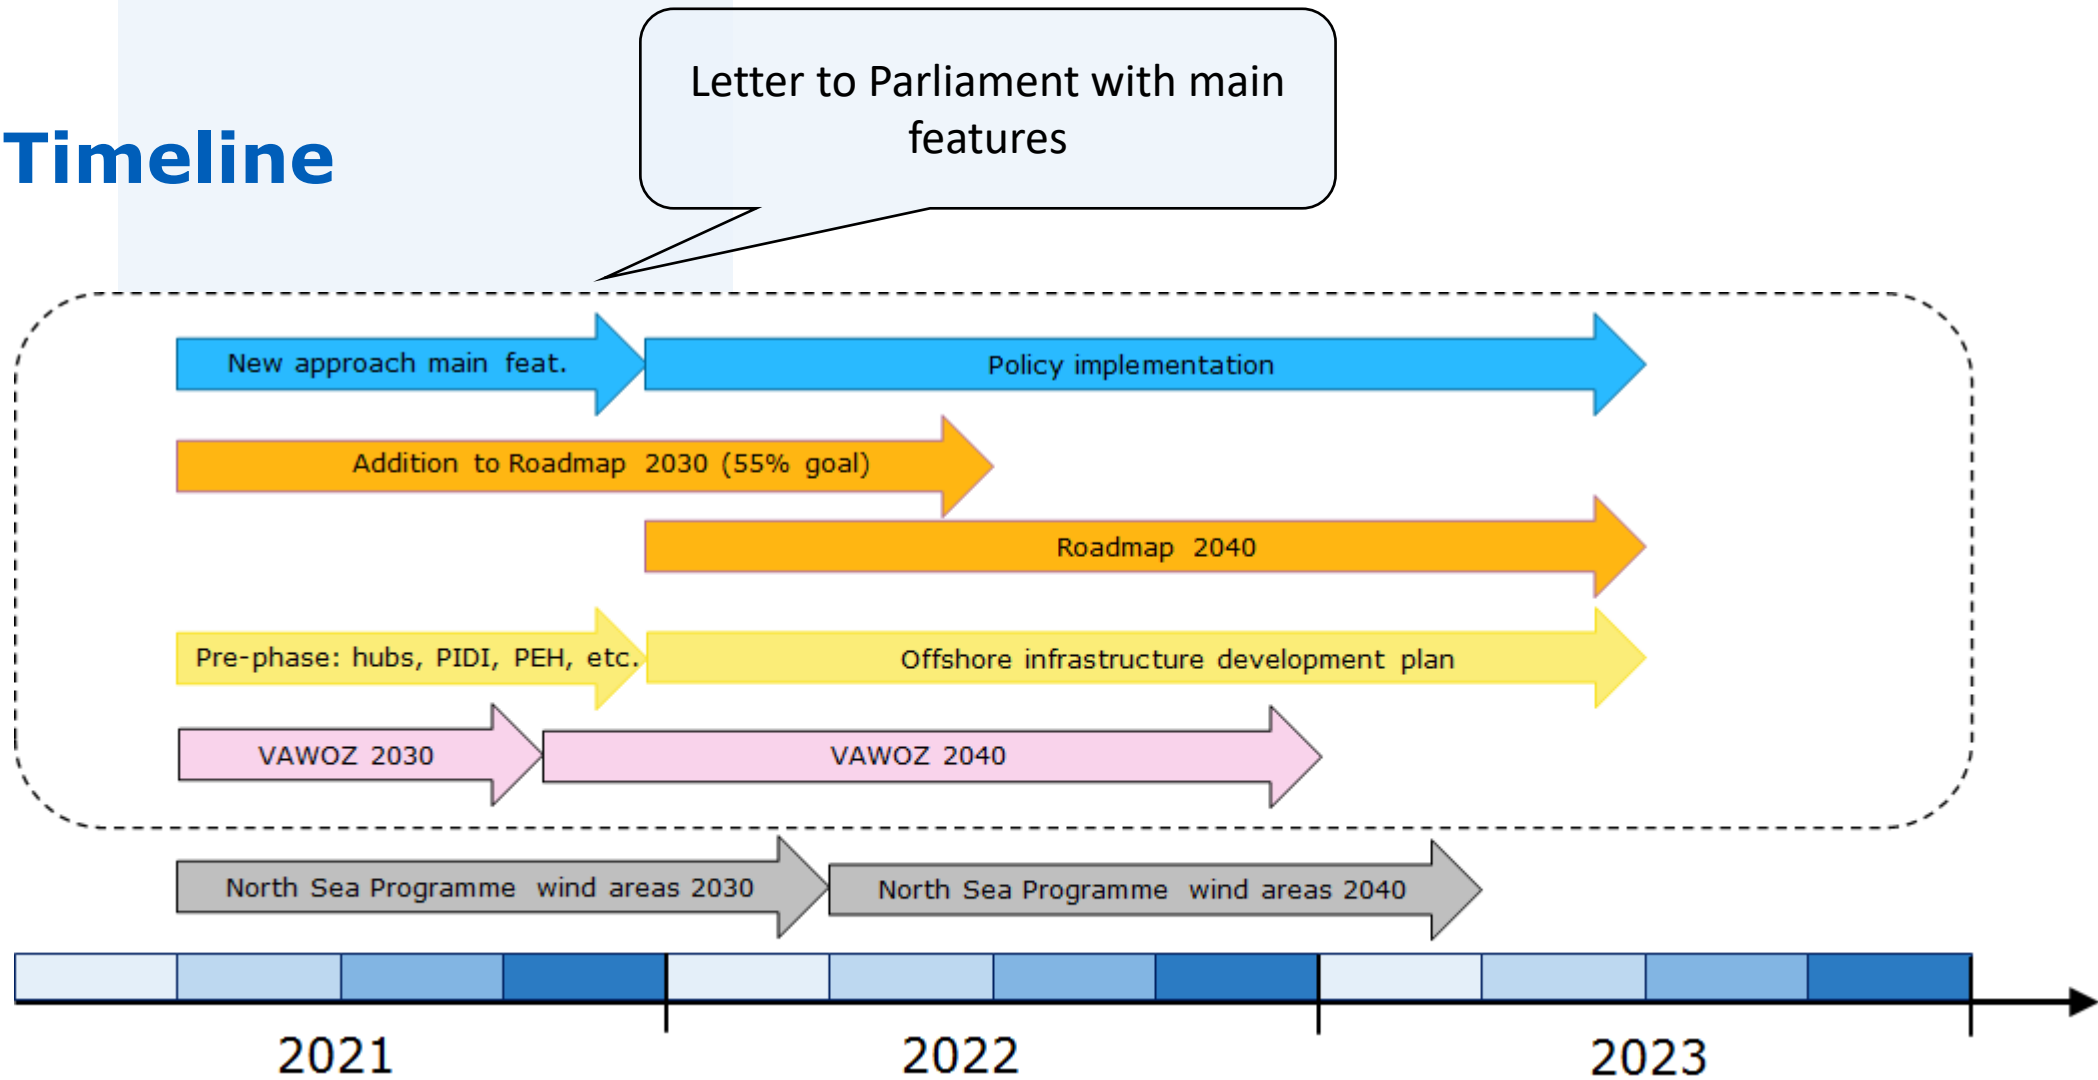 Letter to Parliament with main
features
Timeline
New approach main feat.
Policy implementation
Addition to Roadmap 2030 (55% goal)
Roadmap 2040
Pre-phase: hubs, PIDI, PEH, etc.
Offshore infrastructure development plan
VAWOZ 2030
VAWOZ 2040
North Sea Programme wind areas 2030
North Sea Programme wind areas 2040
2021
2022
2023